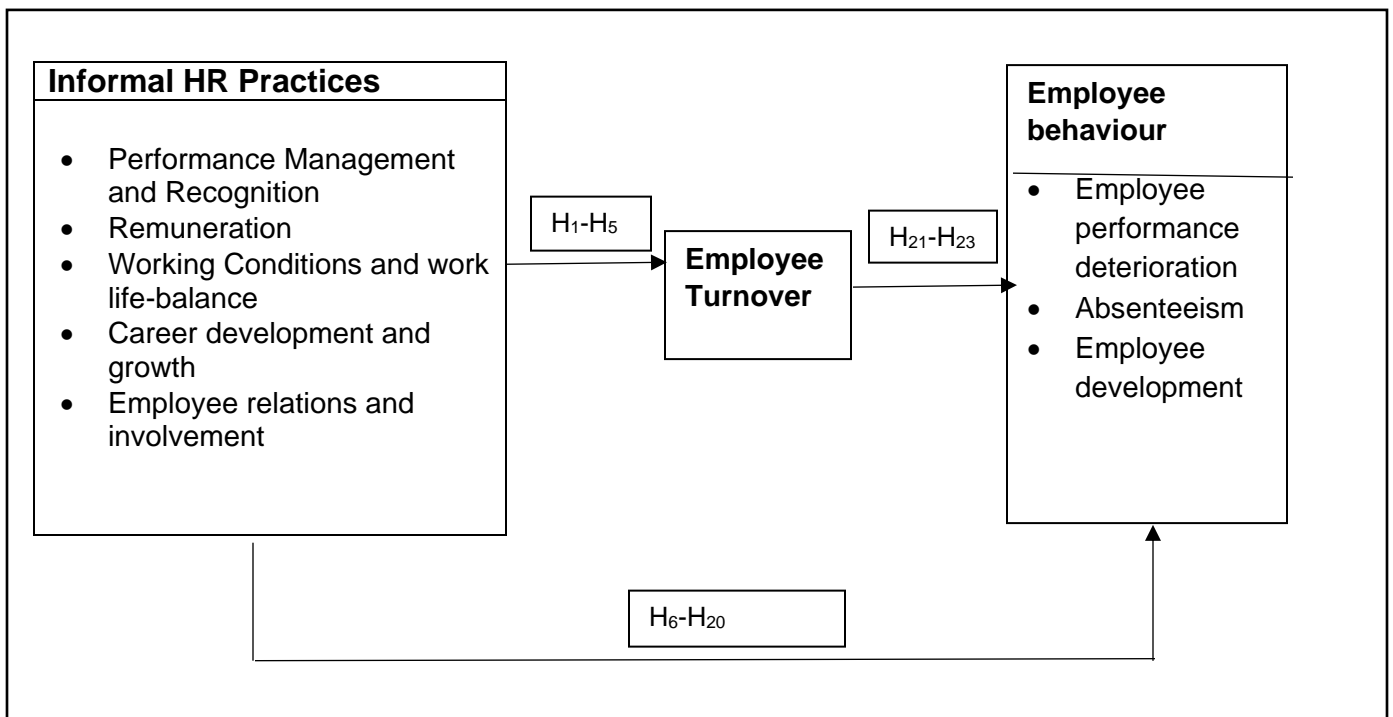 Informal HR Practices
• Performance Management
and Recognition
• Remuneration
• Working Conditions and work
life-balance
• Career development and
growth
• Employee relations and
involvement
H₁-H₅
Employee
Turnover
H₂₁-H₂₃
Employee
behaviour
• Employee
performance
deterioration
• Absenteeism
• Employee
development
H₆-H₂₀